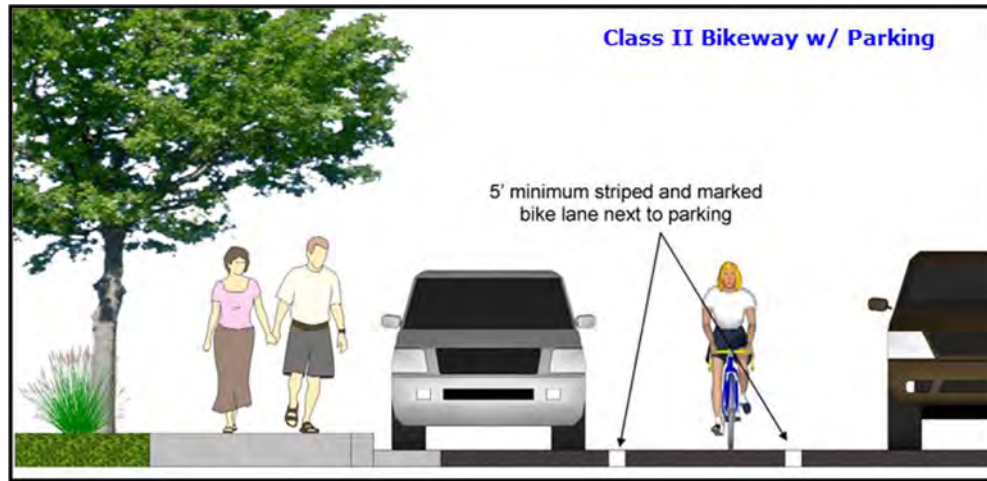 Class II Bikeway w/ Parking
5' minimum striped and marked
bike lane next to parking